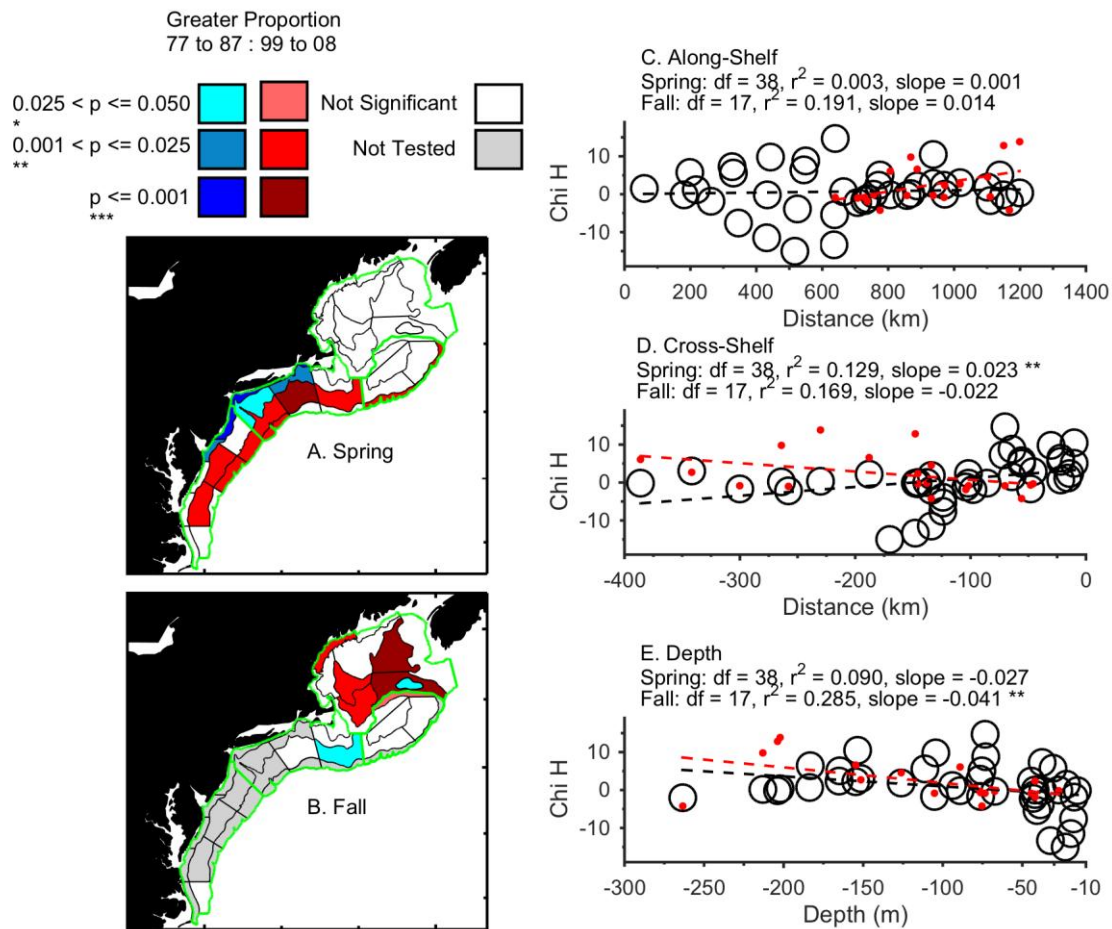 Greater Proportion
77 to 87 : 99 to 08
0.025 < p <= 0.050
*
0.001 < p <= 0.025
**
p <= 0.001
***
Not Significant
Not Tested
A. Spring
B. Fall
C. Along-Shelf
Spring: df = 38, r² = 0.003, slope = 0.001
Fall: df = 17, r² = 0.191, slope = 0.014
Chi H
10
0
-10
0 200 400 600 800 1000 1200 1400
Distance (km)
D. Cross-Shelf
Spring: df = 38, r² = 0.129, slope = 0.023 **
Fall: df = 17, r² = 0.169, slope = -0.022
Chi H
10
0
-10
-400 -300 -200 -100 0
Distance (km)
E. Depth
Spring: df = 38, r² = 0.090, slope = -0.027
Fall: df = 17, r² = 0.285, slope = -0.041 **
Chi H
10
0
-10
-300 -250 -200 -150 -100 -50 -10
Depth (m)